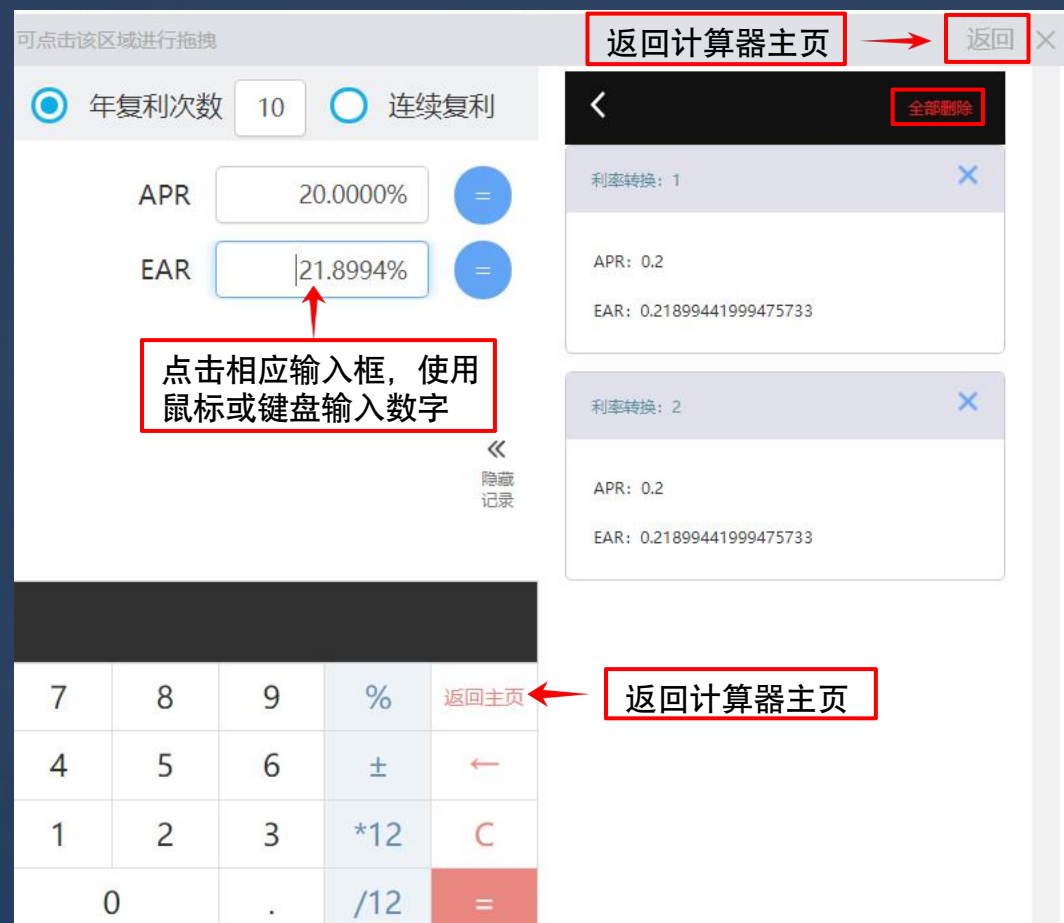 可点击该区域进行拖拽
返回计算器主页
返回
年复利次数 10 连续复利
全部删除
APR 20.0000% =
EAR 21.8994% =
点击相应输入框，使用
鼠标或键盘输入数字
«
隐藏
记录
利率转换：1
APR：0.2
EAR：0.21899441999475733
利率转换：2
APR：0.2
EAR：0.21899441999475733
7 8 9 % 返回主页
返回计算器主页
4 5 6 ± ←
1 2 3 *12 C
0 . /12 =